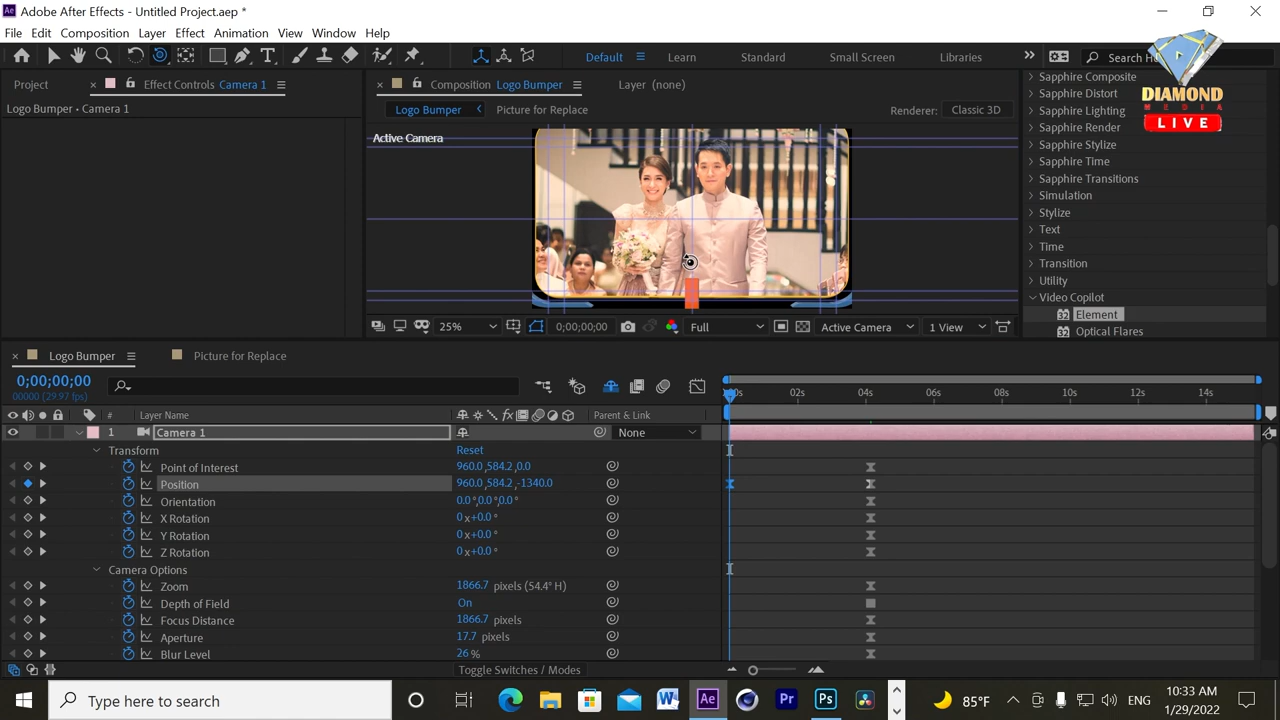 Adobe After Effects - Untitled Project.aep *
File Edit Composition Layer Effect Animation View Window Help
Default Learn Standard Small Screen Libraries Search H
DIAMOND
MEDIA
LIVE
Project Effect Controls Camera 1
Logo Bumper • Camera 1
Composition Logo Bumper Layer (none)
Logo Bumper Picture for Replace Renderer: Classic 3D
Active Camera
25% 0;00;00;00 Full Active Camera 1 View
Sapphire Composite
Sapphire Distort
Sapphire Lighting
Sapphire Render
Sapphire Stylize
Sapphire Time
Sapphire Transitions
Simulation
Stylize
Text
Time
Transition
Utility
Video Copilot
32 Element
32 Optical Flares
Logo Bumper Picture for Replace
0;00;00;00
00000 (29.97 fps)
:00s 02s 04s 06s 08s 10s 12s 14s
# Layer Name Parent & Link
1 Camera 1 None
Transform Reset
Point of Interest 960.0,584.2,0.0
Position 960.0,584.2,-1340.0
Orientation 0.0°,0.0°,0.0°
X Rotation 0x+0.0°
Y Rotation 0x+0.0°
Z Rotation 0x+0.0°
Camera Options
Zoom 1866.7 pixels (54.4° H)
Depth of Field On
Focus Distance 1866.7 pixels
Aperture 17.7 pixels
Blur Level 26 %
Toggle Switches / Modes
Type here to search
W Ae Pr Ps
85°F ENG
10:33 AM
1/29/2022